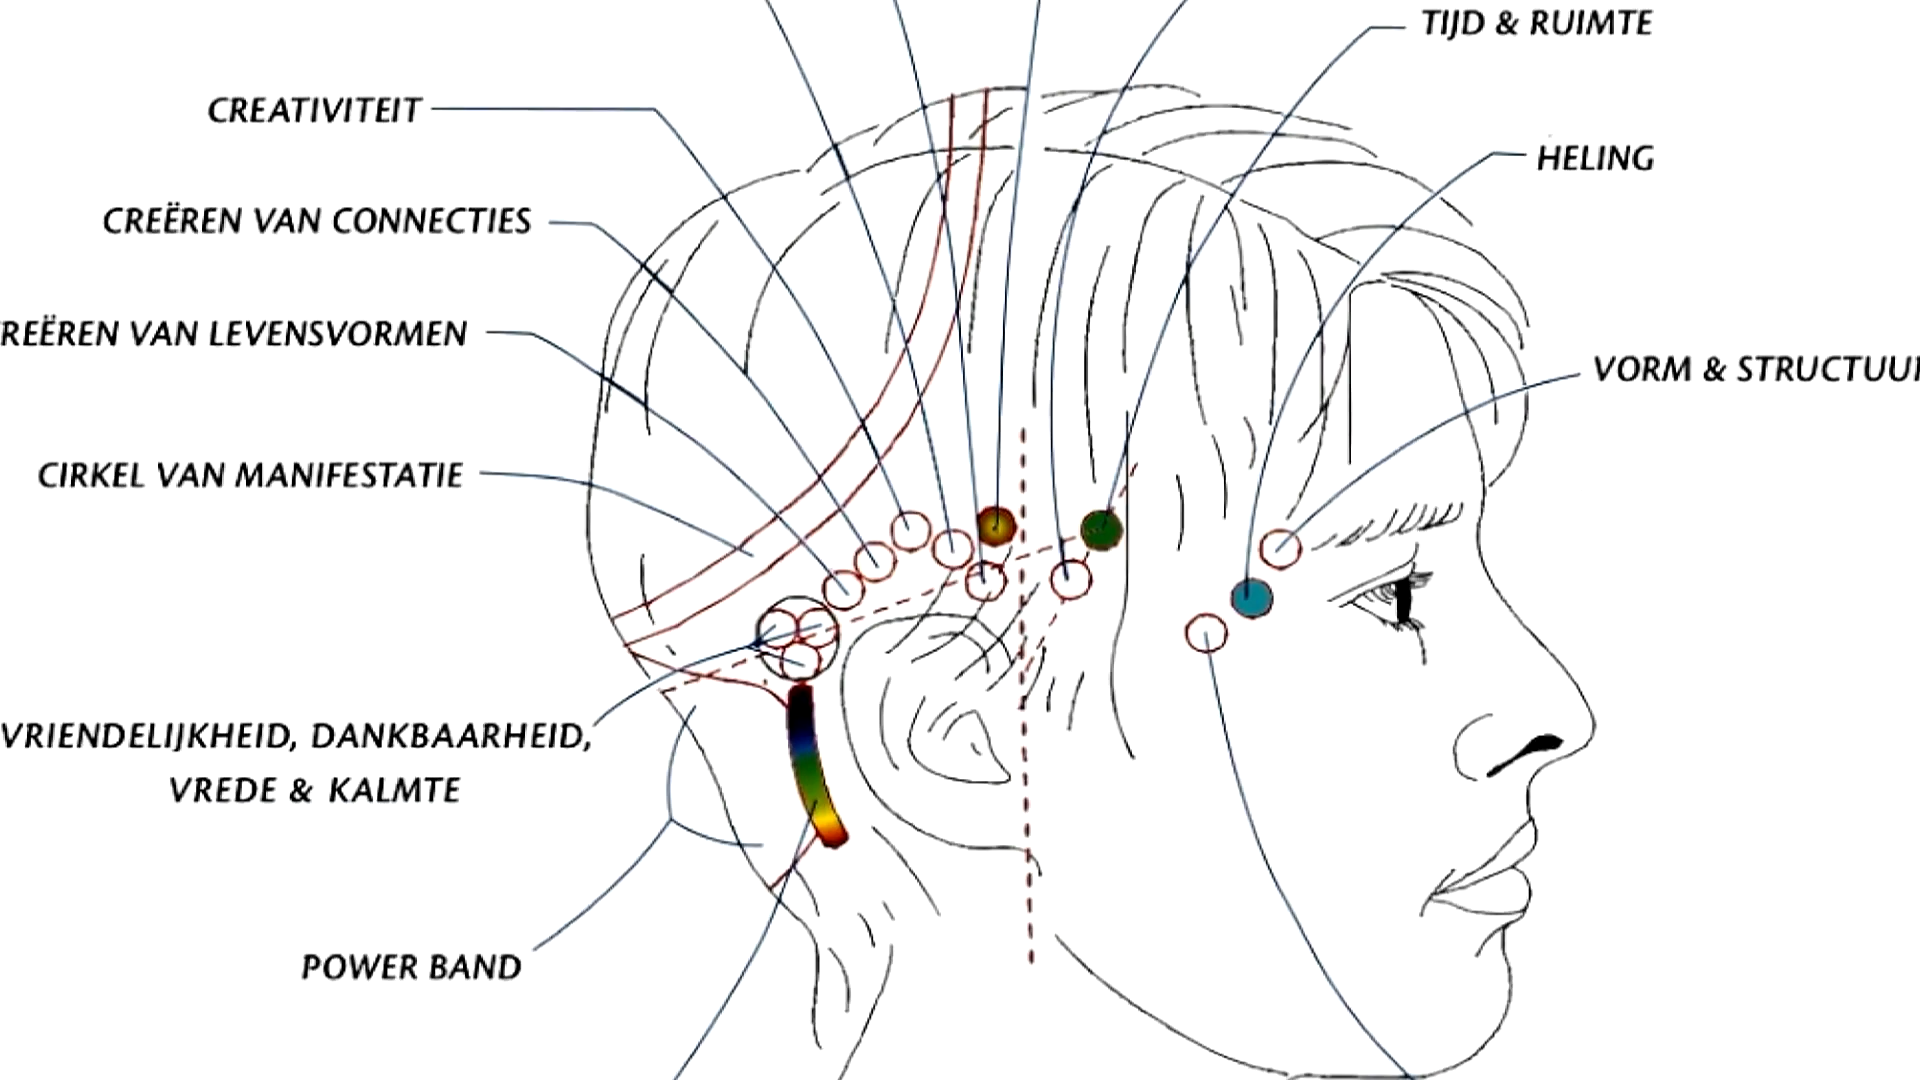 TIJD & RUIMTE
CREATIVITEIT
HELING
CREËREN VAN CONNECTIES
REËREN VAN LEVENSVORMEN
VORM & STRUCTUU
CIRKEL VAN MANIFESTATIE
VRIENDELIJKHEID, DANKBAARHEID,
VREDE & KALMTE
POWER BAND